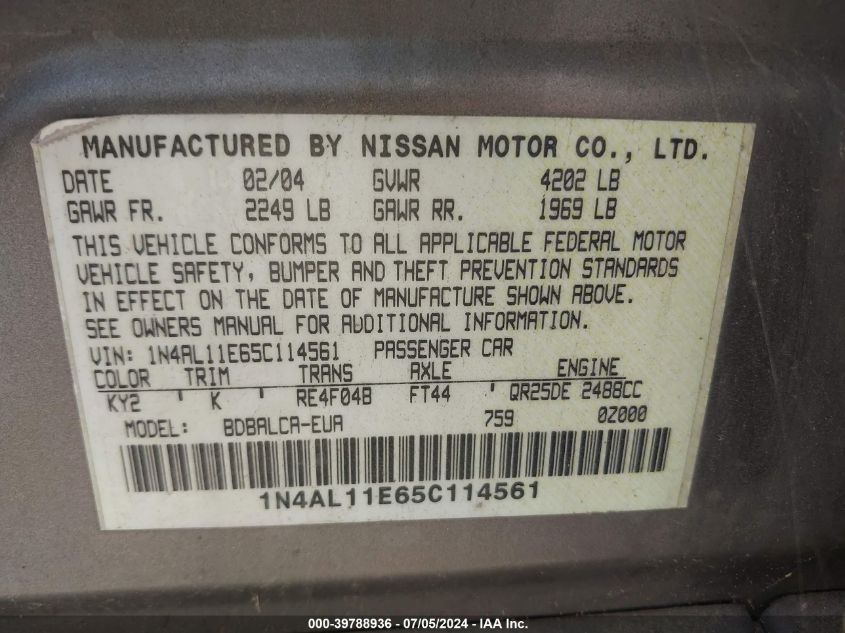 MANUFACTURED BY NISSAN MOTOR CO., LTD.
DATE 02/04 GVWR 4202 LB
GAWR FR. 2249 LB GAWR RR. 1969 LB
THIS VEHICLE CONFORMS TO ALL APPLICABLE FEDERAL MOTOR
VEHICLE SAFETY, BUMPER AND THEFT PREVENTION STANDARDS
IN EFFECT ON THE DATE OF MANUFACTURE SHOWN ABOVE.
SEE OWNERS MANUAL FOR ADDITIONAL INFORMATION.
VIN: 1N4AL11E65C114561 PASSENGER CAR
COLOR TRIM TRANS AXLE ENGINE
KY2 ' K ' RE4F04B FT44 ' QR25DE 2488CC
MODEL: BDBALCA-EUA 759 0Z000
1N4AL11E65C114561
000-39788936 - 07/05/2024 - IAA Inc.